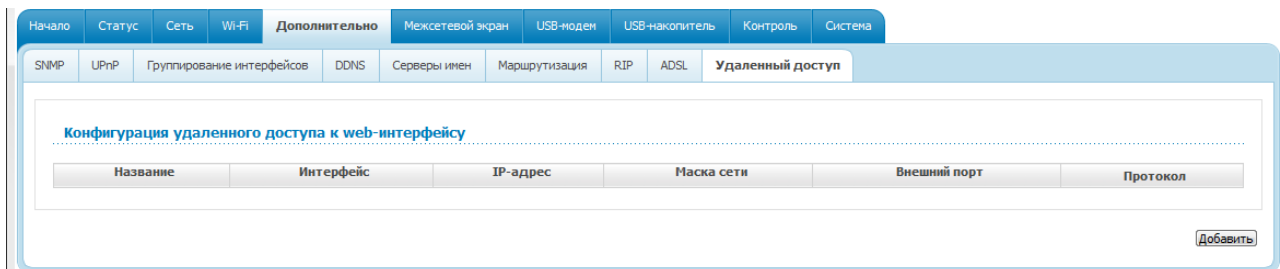 Начало Статус Сеть Wi-Fi Дополнительно Межсетевой экран USB-модем USB-накопитель Контроль Система
SNMP UPnP Группирование интерфейсов DDNS Серверы имен Маршрутизация RIP ADSL Удаленный доступ
Конфигурация удаленного доступа к web-интерфейсу
Название Интерфейс IP-адрес Маска сети Внешний порт Протокол
Добавить